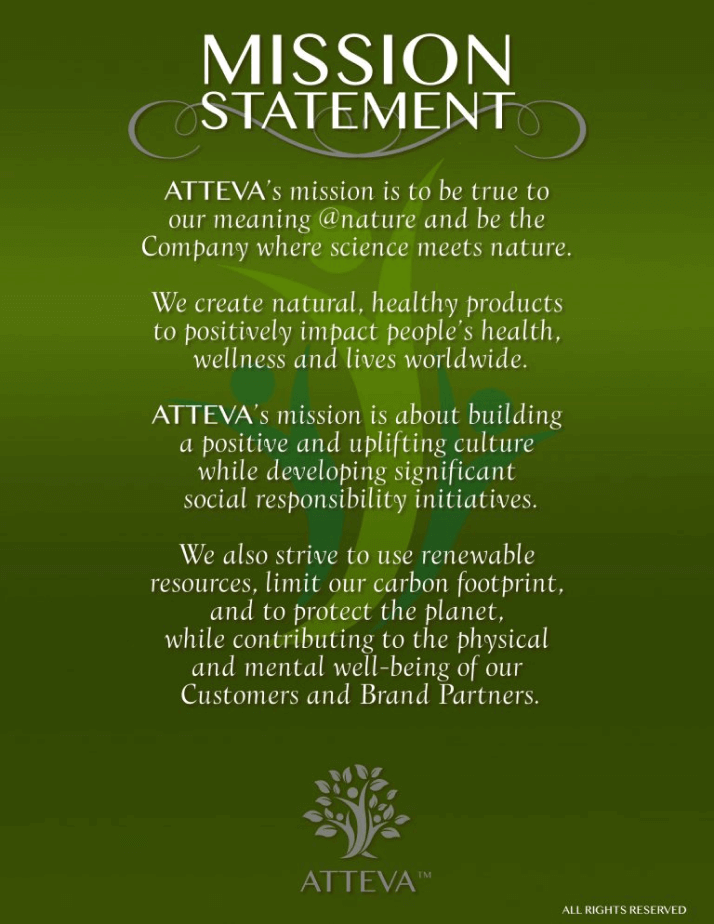 MISSION
STATEMENT
ATTEVA's mission is to be true to
our meaning @nature and be the
Company where science meets nature.
We create natural, healthy products
to positively impact people's health,
wellness and lives worldwide.
ATTEVA's mission is about building
a positive and uplifting culture
while developing significant
social responsibility initiatives.
We also strive to use renewable
resources, limit our carbon footprint,
and to protect the planet,
while contributing to the physical
and mental well-being of our
Customers and Brand Partners.
ATTEVA™
ALL RIGHTS RESERVED